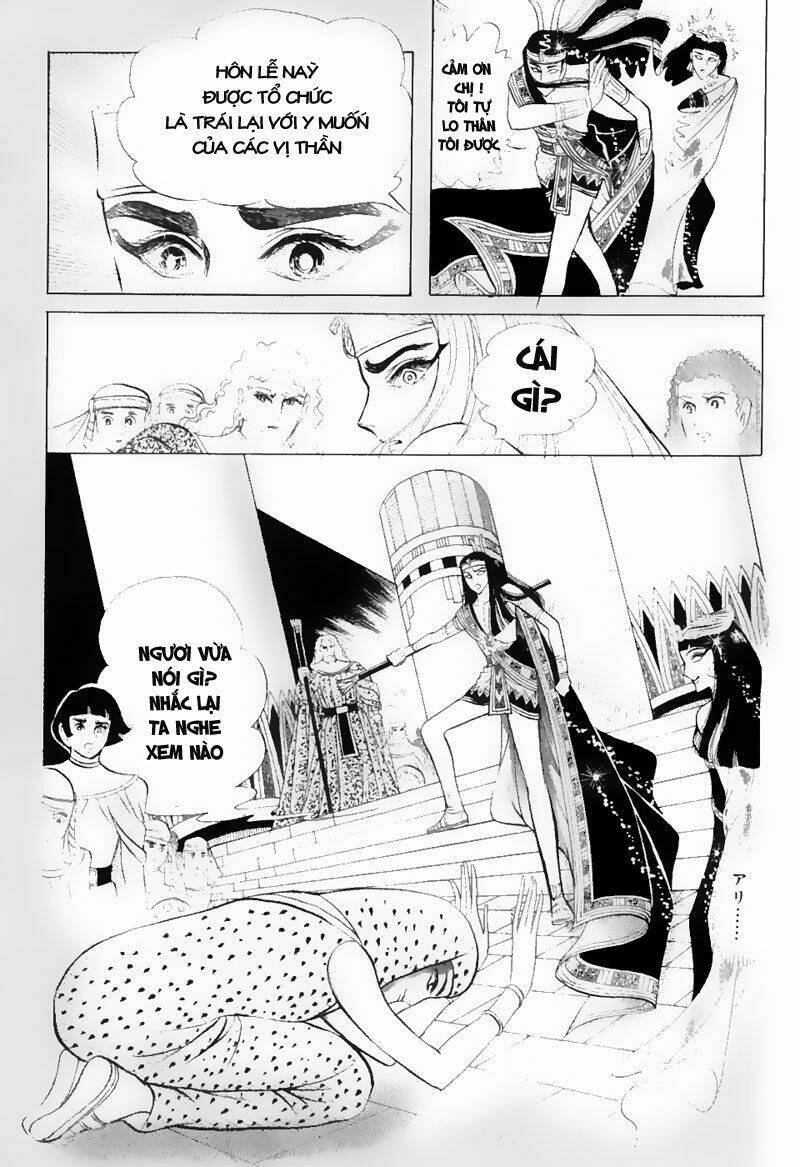 HÔN LỄ NAỲ
ĐƯỢC TỔ CHỨC
LÀ TRÁI LẠI VỚI Y MUỐN
CỦA CÁC VỊ THẦN
CẢM ƠN
CHỊ !
TÔI TỰ
LO THÂN
TÔI ĐƯỢC
CÁI
GÌ?
NGƯƠI VỪA
NÓI GÌ?
NHẮC LẠI
TA NGHE
XEM NÀO
アリ……